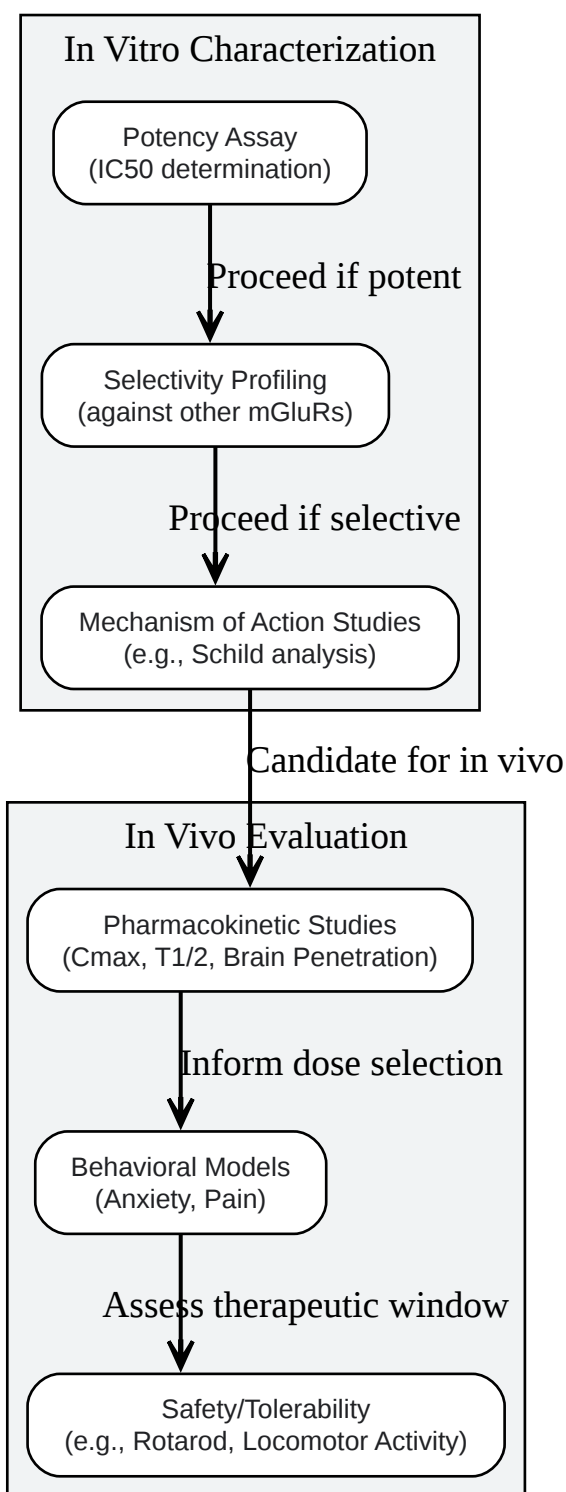 In Vitro Characterization
Potency Assay
(IC50 determination)
Proceed if potent
Selectivity Profiling
(against other mGluRs)
Proceed if selective
Mechanism of Action Studies
(e.g., Schild analysis)
Candidate for in vivo
In Vivo Evaluation
Pharmacokinetic Studies
(Cmax, T1/2, Brain Penetration)
Inform dose selection
Behavioral Models
(Anxiety, Pain)
Assess therapeutic window
Safety/Tolerability
(e.g., Rotarod, Locomotor Activity)